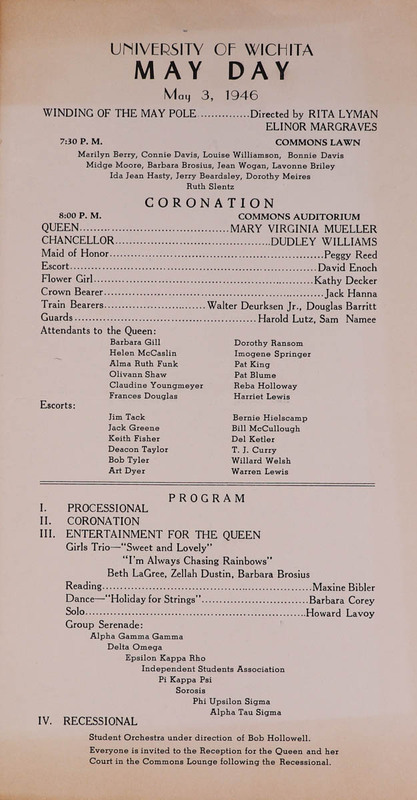 UNIVERSITY OF WICHITA
MAY DAY
May 3, 1946
WINDING OF THE MAY POLE ..............Directed by RITA LYMAN
ELINOR MARGRAVES
7:30 P. M. COMMONS LAWN
Marilyn Berry, Connie Davis, Louise Williamson, Bonnie Davis
Midge Moore, Barbara Brosius, Jean Wogan, Lavonne Briley
Ida Jean Hasty, Jerry Beardsley, Dorothy Meires
Ruth Slentz
CORONATION
8:00 P. M. COMMONS AUDITORIUM
QUEEN......................................MARY VIRGINIA MUELLER
CHANCELLOR........................................DUDLEY WILLIAMS
Maid of Honor......................................................Peggy Reed
Escort..............................................................David Enoch
Flower Girl.......................................................Kathy Decker
Crown Bearer.......................................................Jack Hanna
Train Bearers..........................Walter Deurksen Jr., Douglas Barritt
Guards..............................................Harold Lutz, Sam Namee
Attendants to the Queen:
Barbara Gill Dorothy Ransom
Helen McCaslin Imogene Springer
Alma Ruth Funk Pat King
Olivann Shaw Pat Blume
Claudine Youngmeyer Reba Holloway
Frances Douglas Harriet Lewis
Escorts:
Jim Tack Bernie Hielscamp
Jack Greene Bill McCullough
Keith Fisher Del Ketler
Deacon Taylor T. J. Curry
Bob Tyler Willard Welsh
Art Dyer Warren Lewis
PROGRAM
I. PROCESSIONAL
II. CORONATION
III. ENTERTAINMENT FOR THE QUEEN
Girls Trio—"Sweet and Lovely"
"I'm Always Chasing Rainbows"
Beth LaGree, Zellah Dustin, Barbara Brosius
Reading......................................................Maxine Bibler
Dance—"Holiday for Strings"...........................Barbara Corey
Solo........................................................Howard Lavoy
Group Serenade:
Alpha Gamma Gamma
Delta Omega
Epsilon Kappa Rho
Independent Students Association
Pi Kappa Psi
Sorosis
Phi Upsilon Sigma
Alpha Tau Sigma
IV. RECESSIONAL
Student Orchestra under direction of Bob Hollowell.
Everyone is invited to the Reception for the Queen and her
Court in the Commons Lounge following the Recessional.